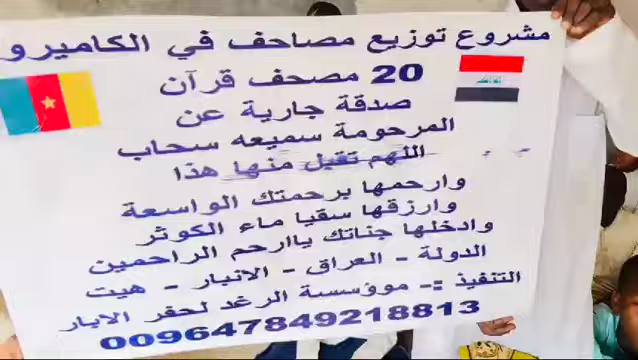 مشروع توزيع مصاحف في الكاميرو
20 مصحف قرآن
صدقة جارية عن
المرحومة سميعه سحاب
اللهم تقبل منها هذا
وارحمها برحمتك الواسعة
وارزقها سقيا ماء الكوثر
وادخلها جناتك ياارحم الراحمين
الدولة - العراق - الانبار - هيت
التنفيذ :- موؤسسة الرغد لحفر الابار
009647849218813